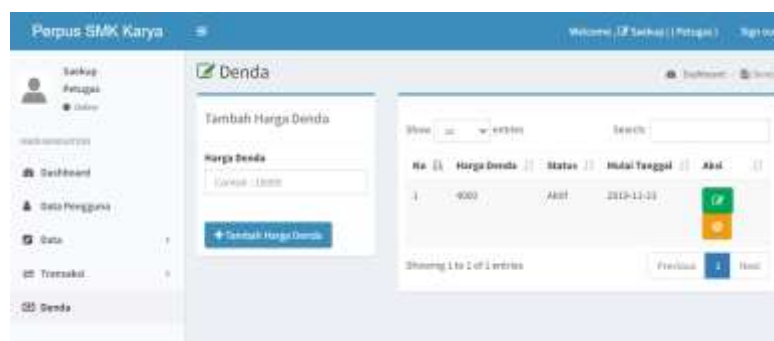 Perpus SMK Karya
Welcome, Petugas) Sign out
Petugas
Online
Denda
Dashboard
Tambah Harga Denda
Harga Denda
Contoh : 10000
+ Tambah Harga Denda
Show 10 entries
Search:
No Harga Denda Status Mulai Tanggal Aksi
1 4000 Aktif 2019-11-23
Showing 1 to 1 of 1 entries
Previous 1 Next
Dashboard
Data Pengguna
Data
Transaksi
Denda